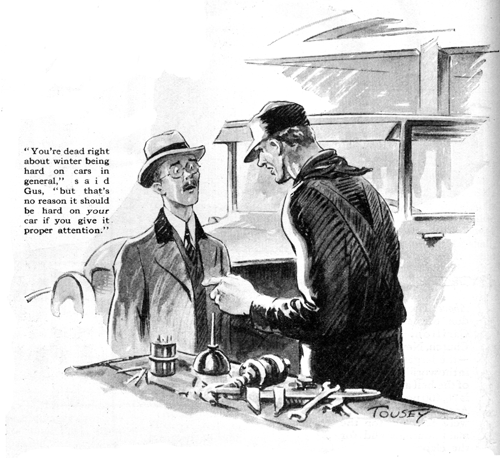 "You're dead right
about winter being
hard on cars in
general," said
Gus, "but that's
no reason it should
be hard on your
car if you give it
proper attention."
TOUSEY